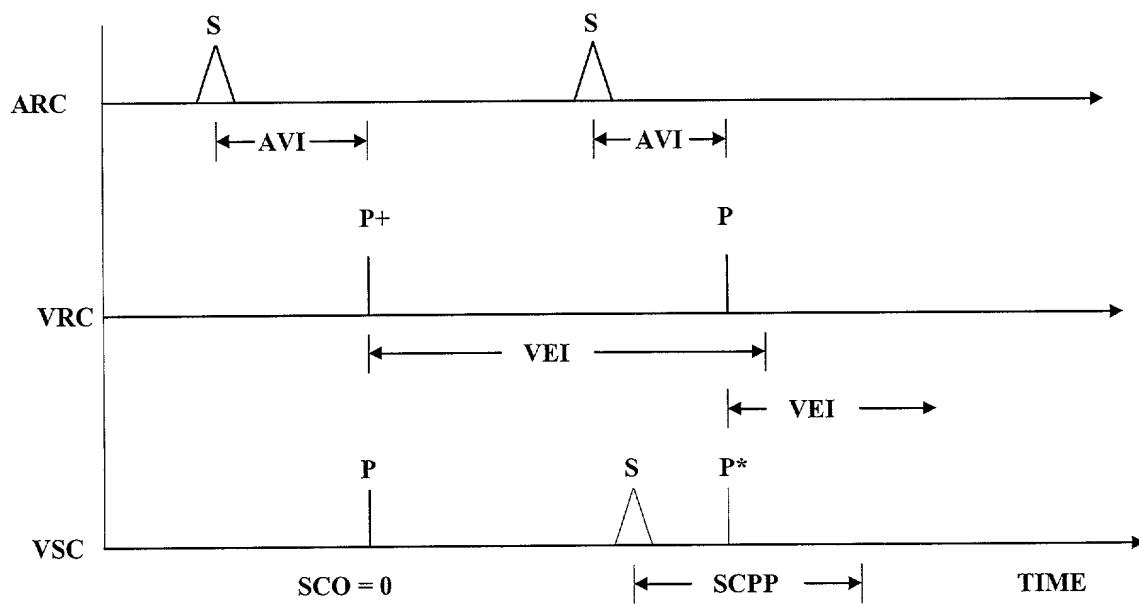 S S
ARC
AVI AVI
P+ P
VRC
VEI
VEI
P S P*
VSC
SCO = 0 SCPP TIME